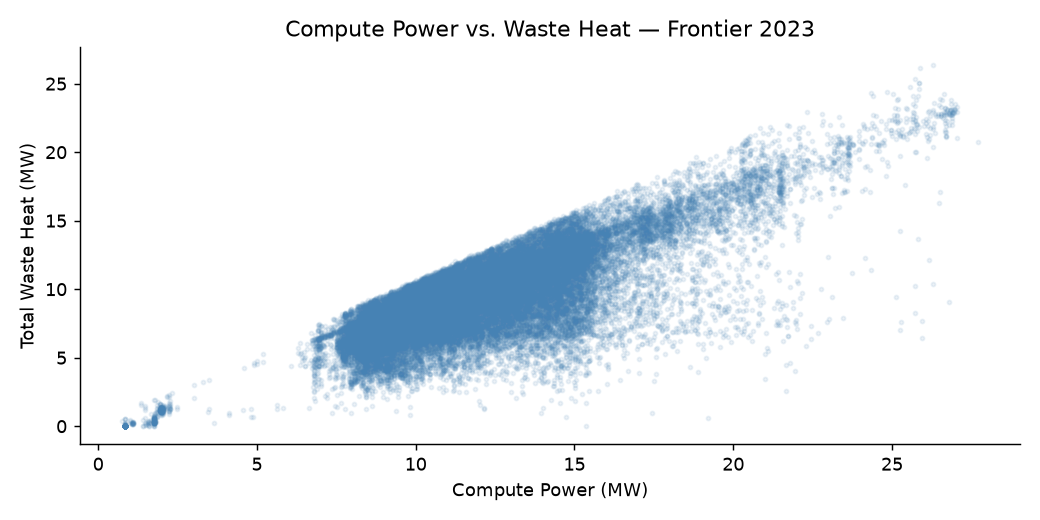 Compute Power vs. Waste Heat — Frontier 2023
Total Waste Heat (MW)
25
20
15
10
5
0
0 5 10 15 20 25
Compute Power (MW)